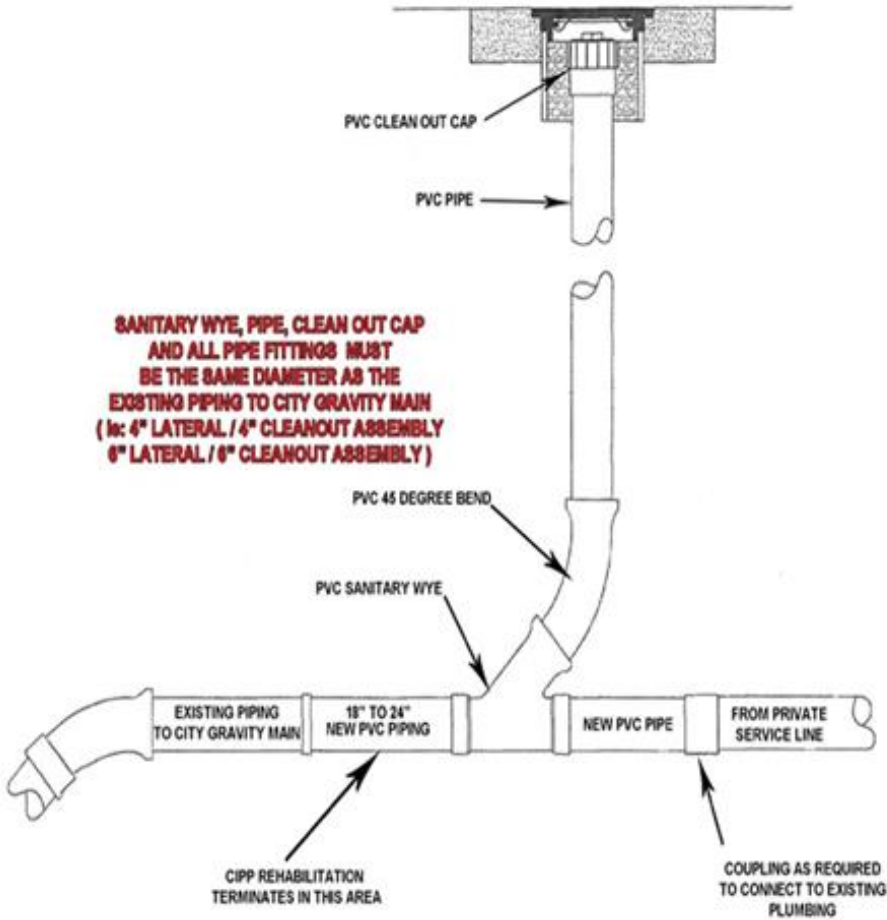 PVC CLEAN OUT CAP
PVC PIPE
SANITARY WYE, PIPE, CLEAN OUT CAP
AND ALL PIPE FITTINGS MUST
BE THE SAME DIAMETER AS THE
EXISTING PIPING TO CITY GRAVITY MAIN
( ie: 4" LATERAL / 4" CLEANOUT ASSEMBLY
6" LATERAL / 6" CLEANOUT ASSEMBLY )
PVC 45 DEGREE BEND
PVC SANITARY WYE
EXISTING PIPING
TO CITY GRAVITY MAIN
18" TO 24"
NEW PVC PIPING
NEW PVC PIPE
FROM PRIVATE
SERVICE LINE
CIPP REHABILITATION
TERMINATES IN THIS AREA
COUPLING AS REQUIRED
TO CONNECT TO EXISTING
PLUMBING